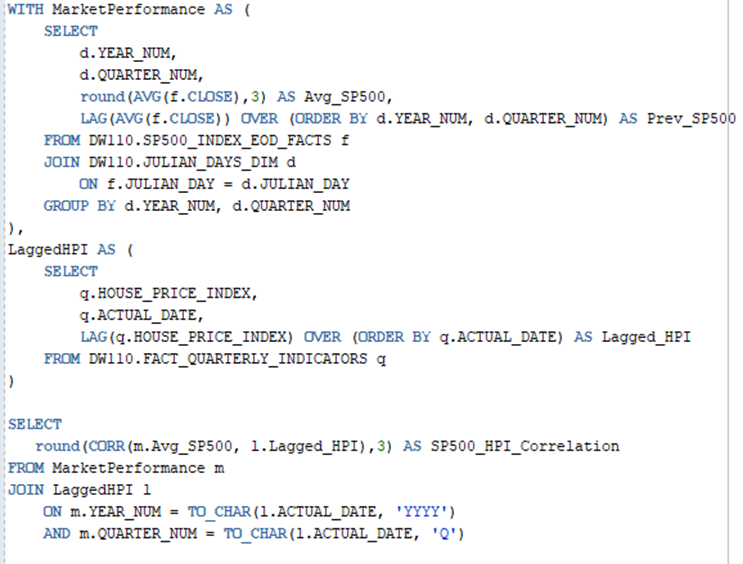 WITH MarketPerformance AS (
    SELECT
        d.YEAR_NUM,
        d.QUARTER_NUM,
        round(AVG(f.CLOSE),3) AS Avg_SP500,
        LAG(AVG(f.CLOSE)) OVER (ORDER BY d.YEAR_NUM, d.QUARTER_NUM) AS Prev_SP500
    FROM DW110.SP500_INDEX_EOD_FACTS f
    JOIN DW110.JULIAN_DAYS_DIM d
        ON f.JULIAN_DAY = d.JULIAN_DAY
    GROUP BY d.YEAR_NUM, d.QUARTER_NUM
),
LaggedHPI AS (
    SELECT
        q.HOUSE_PRICE_INDEX,
        q.ACTUAL_DATE,
        LAG(q.HOUSE_PRICE_INDEX) OVER (ORDER BY q.ACTUAL_DATE) AS Lagged_HPI
    FROM DW110.FACT_QUARTERLY_INDICATORS q
)

SELECT
   round(CORR(m.Avg_SP500, l.Lagged_HPI),3) AS SP500_HPI_Correlation
FROM MarketPerformance m
JOIN LaggedHPI l
    ON m.YEAR_NUM = TO_CHAR(l.ACTUAL_DATE, 'YYYY')
    AND m.QUARTER_NUM = TO_CHAR(l.ACTUAL_DATE, 'Q')